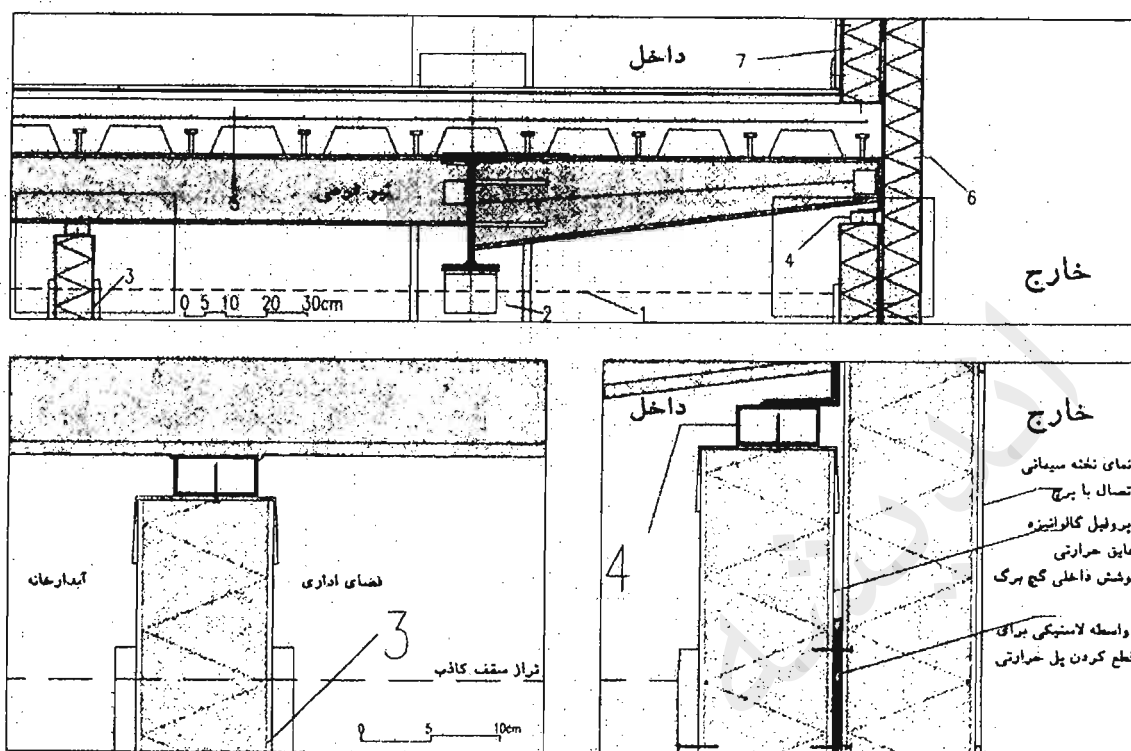 داخل
7
6
5
تیر فرعی
4
خارج
3
0 5 10 20 30cm
2
1
داخل
خارج
4
نمای تخته سیمانی
اتصال با پرچ
پروفیل گالوانیزه
عایق حرارتی
پوشش داخلی گچ برگ
واسطه لاستیکی برای
قطع کردن پل حرارتی
آبدارخانه
فضای اداری
3
تراز سقف کاذب
0 5 10cm